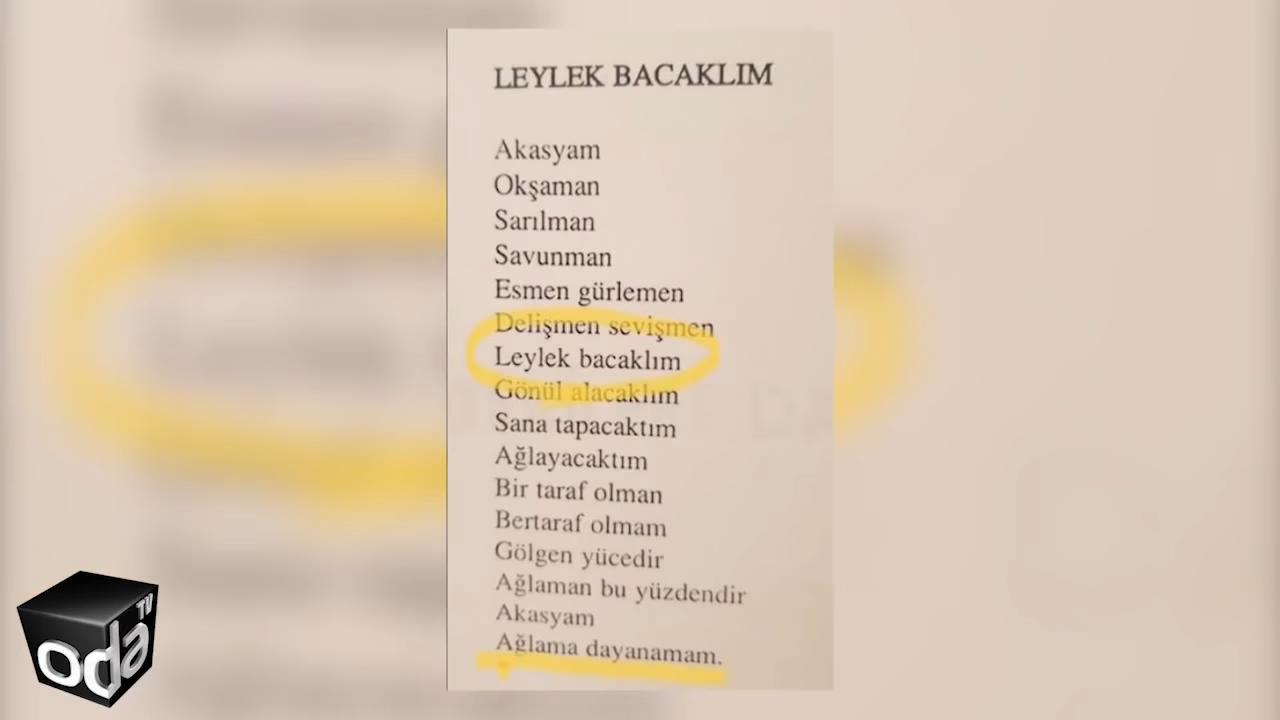 LEYLEK BACAKLIM
Akasyam
Okşaman
Sarılman
Savunman
Esmen gürlemen
Delişmen sevişmen
Leylek bacaklım
Gönül alacaklım
Sana tapacaktım
Ağlayacaktım
Bir taraf olman
Bertaraf olmam
Gölgen yücedir
Ağlaman bu yüzdendir
Akasyam
Ağlama dayanamam.
oda TV